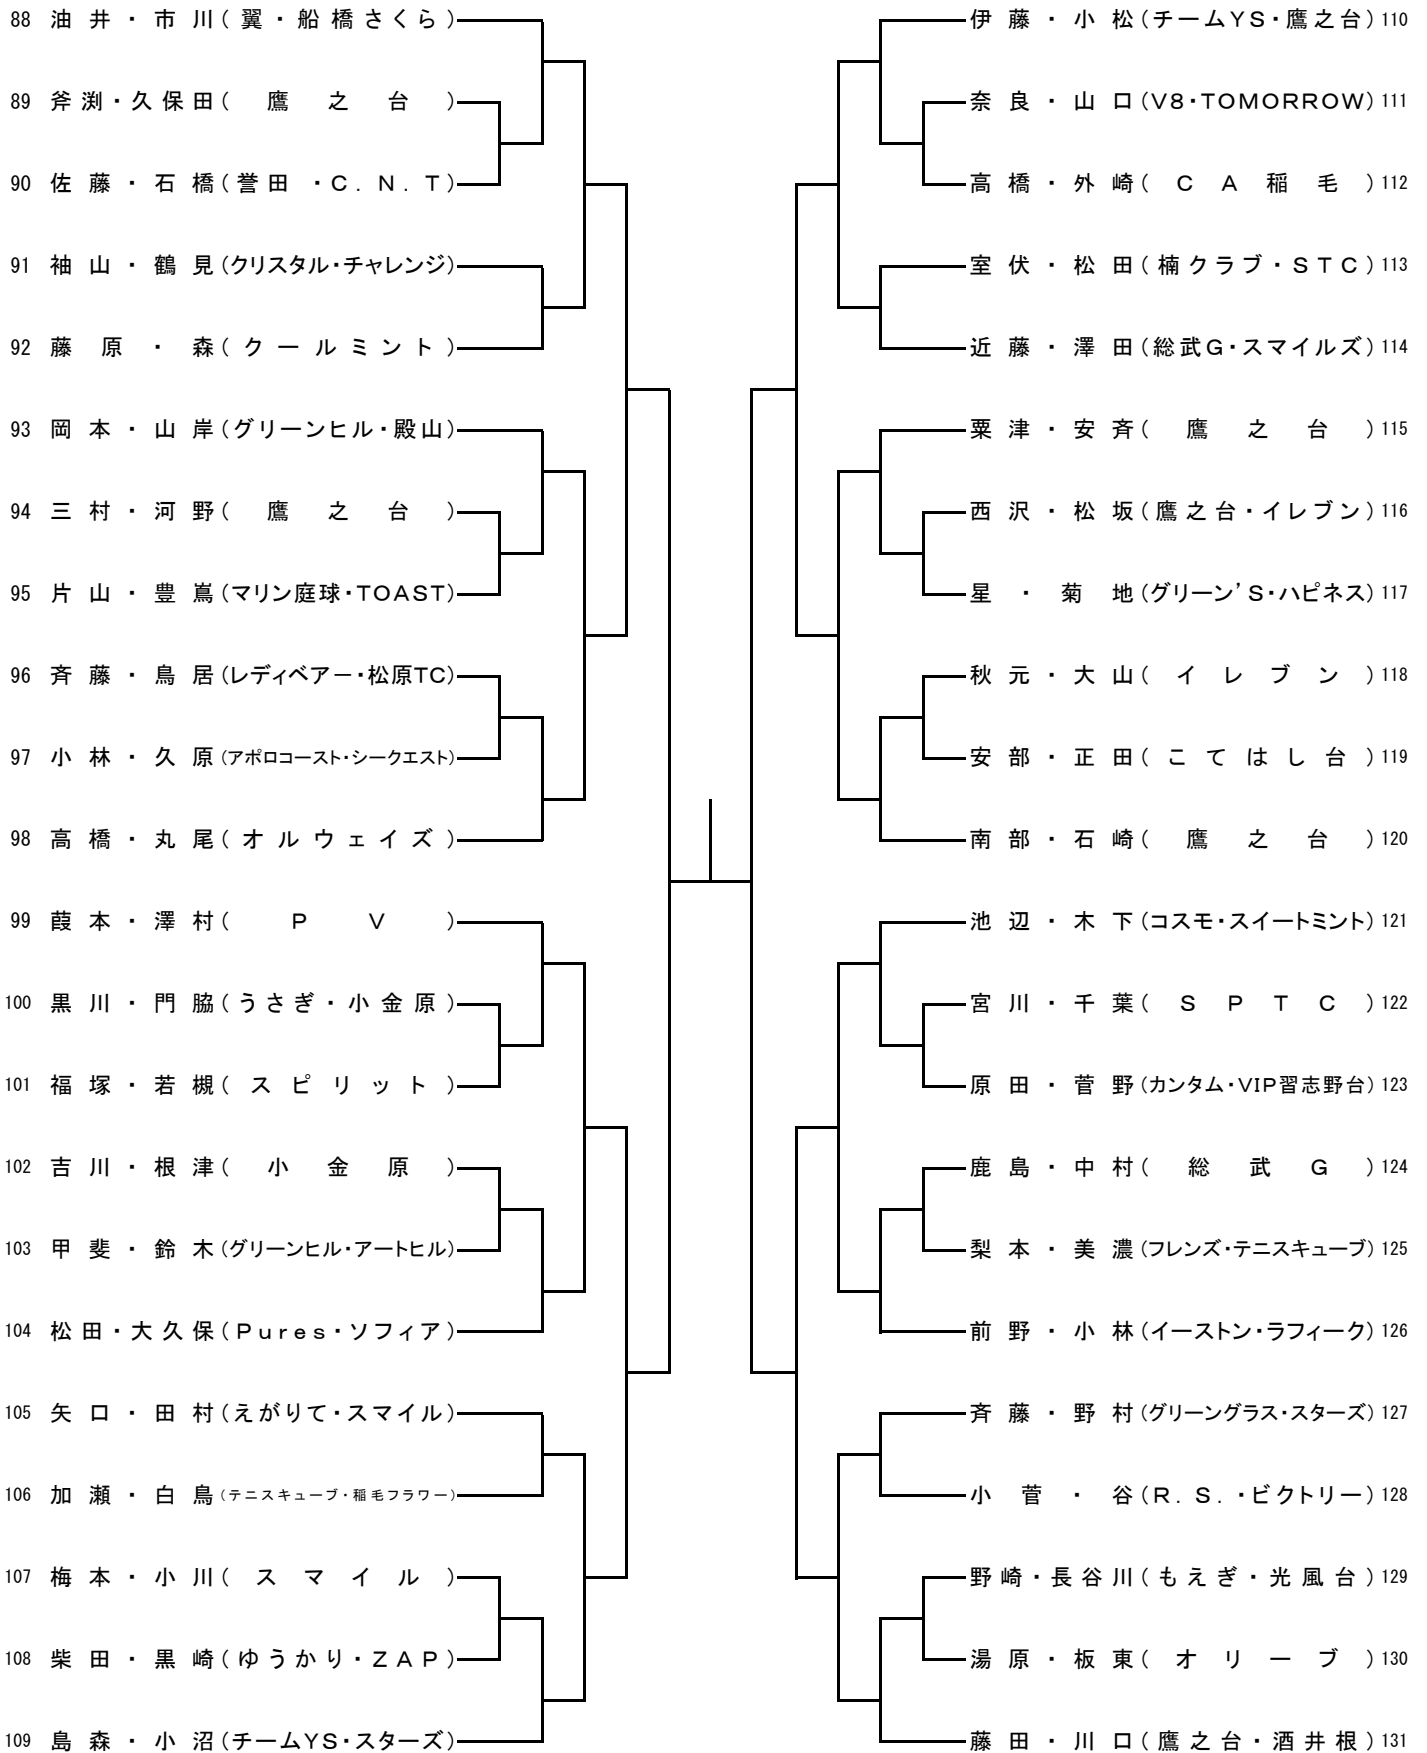 88 油井・市川(翼・船橋さくら)
89 斧渕・久保田(鷹之台)
90 佐藤・石橋(誉田・C.N.T)
91 袖山・鶴見(クリスタル・チャレンジ)
92 藤原・森(クールミント)
93 岡本・山岸(グリーンヒル・殿山)
94 三村・河野(鷹之台)
95 片山・豊嶌(マリン庭球・TOAST)
96 斉藤・鳥居(レディベアー・松原TC)
97 小林・久原(アポロコースト・シークエスト)
98 高橋・丸尾(オルウェイズ)
99 葭本・澤村(PV)
100 黒川・門脇(うさぎ・小金原)
101 福塚・若槻(スピリット)
102 吉川・根津(小金原)
103 甲斐・鈴木(グリーンヒル・アートヒル)
104 松田・大久保(Pures・ソフィア)
105 矢口・田村(えがりて・スマイル)
106 加瀬・白鳥(テニスキューブ・稲毛フラワー)
107 梅本・小川(スマイル)
108 柴田・黒崎(ゆうかり・ZAP)
109 島森・小沼(チームYS・スターズ)
伊藤・小松(チームYS・鷹之台)110
奈良・山口(V8・TOMORROW)111
高橋・外崎(CA稲毛)112
室伏・松田(楠クラブ・STC)113
近藤・澤田(総武G・スマイルズ)114
粟津・安斉(鷹之台)115
西沢・松坂(鷹之台・イレブン)116
星・菊地(グリーン'S・ハピネス)117
秋元・大山(イレブン)118
安部・正田(こてはし台)119
南部・石崎(鷹之台)120
池辺・木下(コスモ・スイートミント)121
宮川・千葉(SPTC)122
原田・菅野(カンタム・VIP習志野台)123
鹿島・中村(総武G)124
梨本・美濃(フレンズ・テニスキューブ)125
前野・小林(イーストン・ラフィーク)126
斉藤・野村(グリーングラス・スターズ)127
小菅・谷(R.S.・ビクトリー)128
野崎・長谷川(もえぎ・光風台)129
湯原・板東(オリーブ)130
藤田・川口(鷹之台・酒井根)131